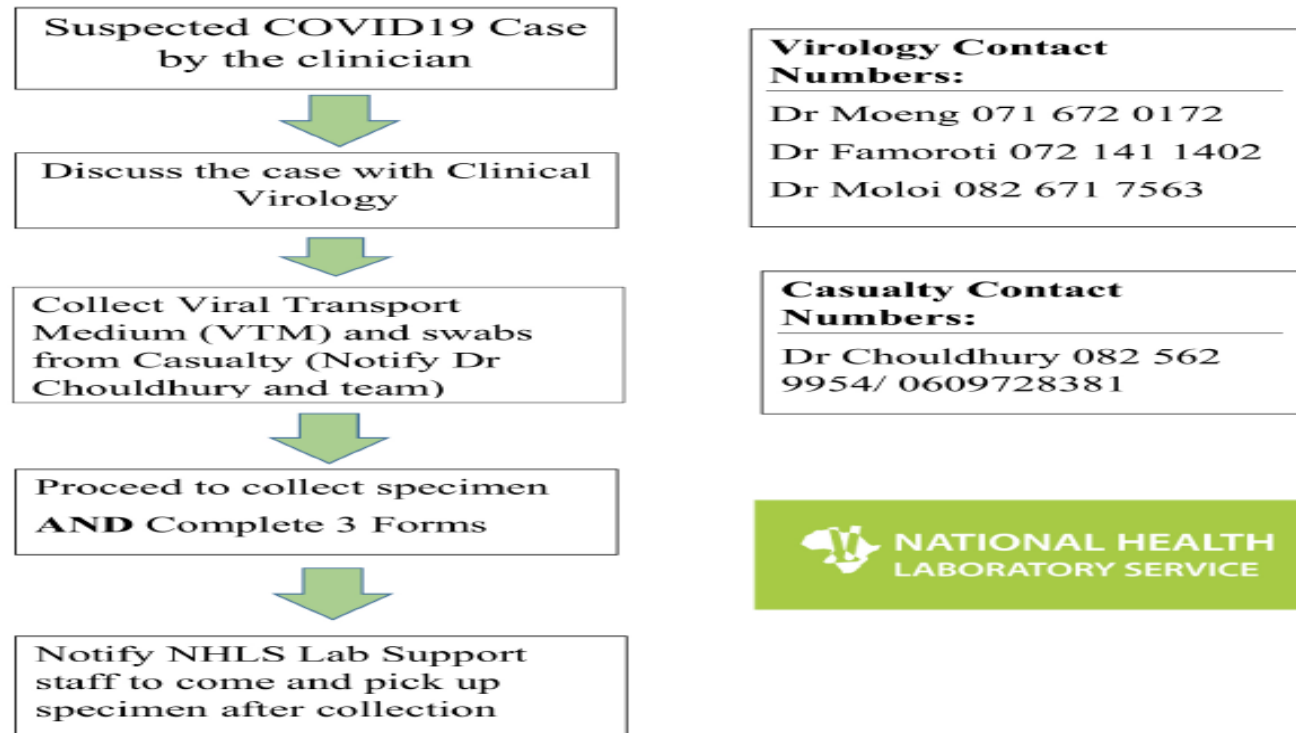 Suspected COVID19 Case
by the clinician
Discuss the case with Clinical
Virology
Collect Viral Transport
Medium (VTM) and swabs
from Casualty (Notify Dr
Chouldhury and team)
Proceed to collect specimen
AND Complete 3 Forms
Notify NHLS Lab Support
staff to come and pick up
specimen after collection
Virology Contact
Numbers:
Dr Moeng 071 672 0172
Dr Famoroti 072 141 1402
Dr Moloi 082 671 7563
Casualty Contact
Numbers:
Dr Chouldhury 082 562
9954/ 0609728381
NATIONAL HEALTH
LABORATORY SERVICE